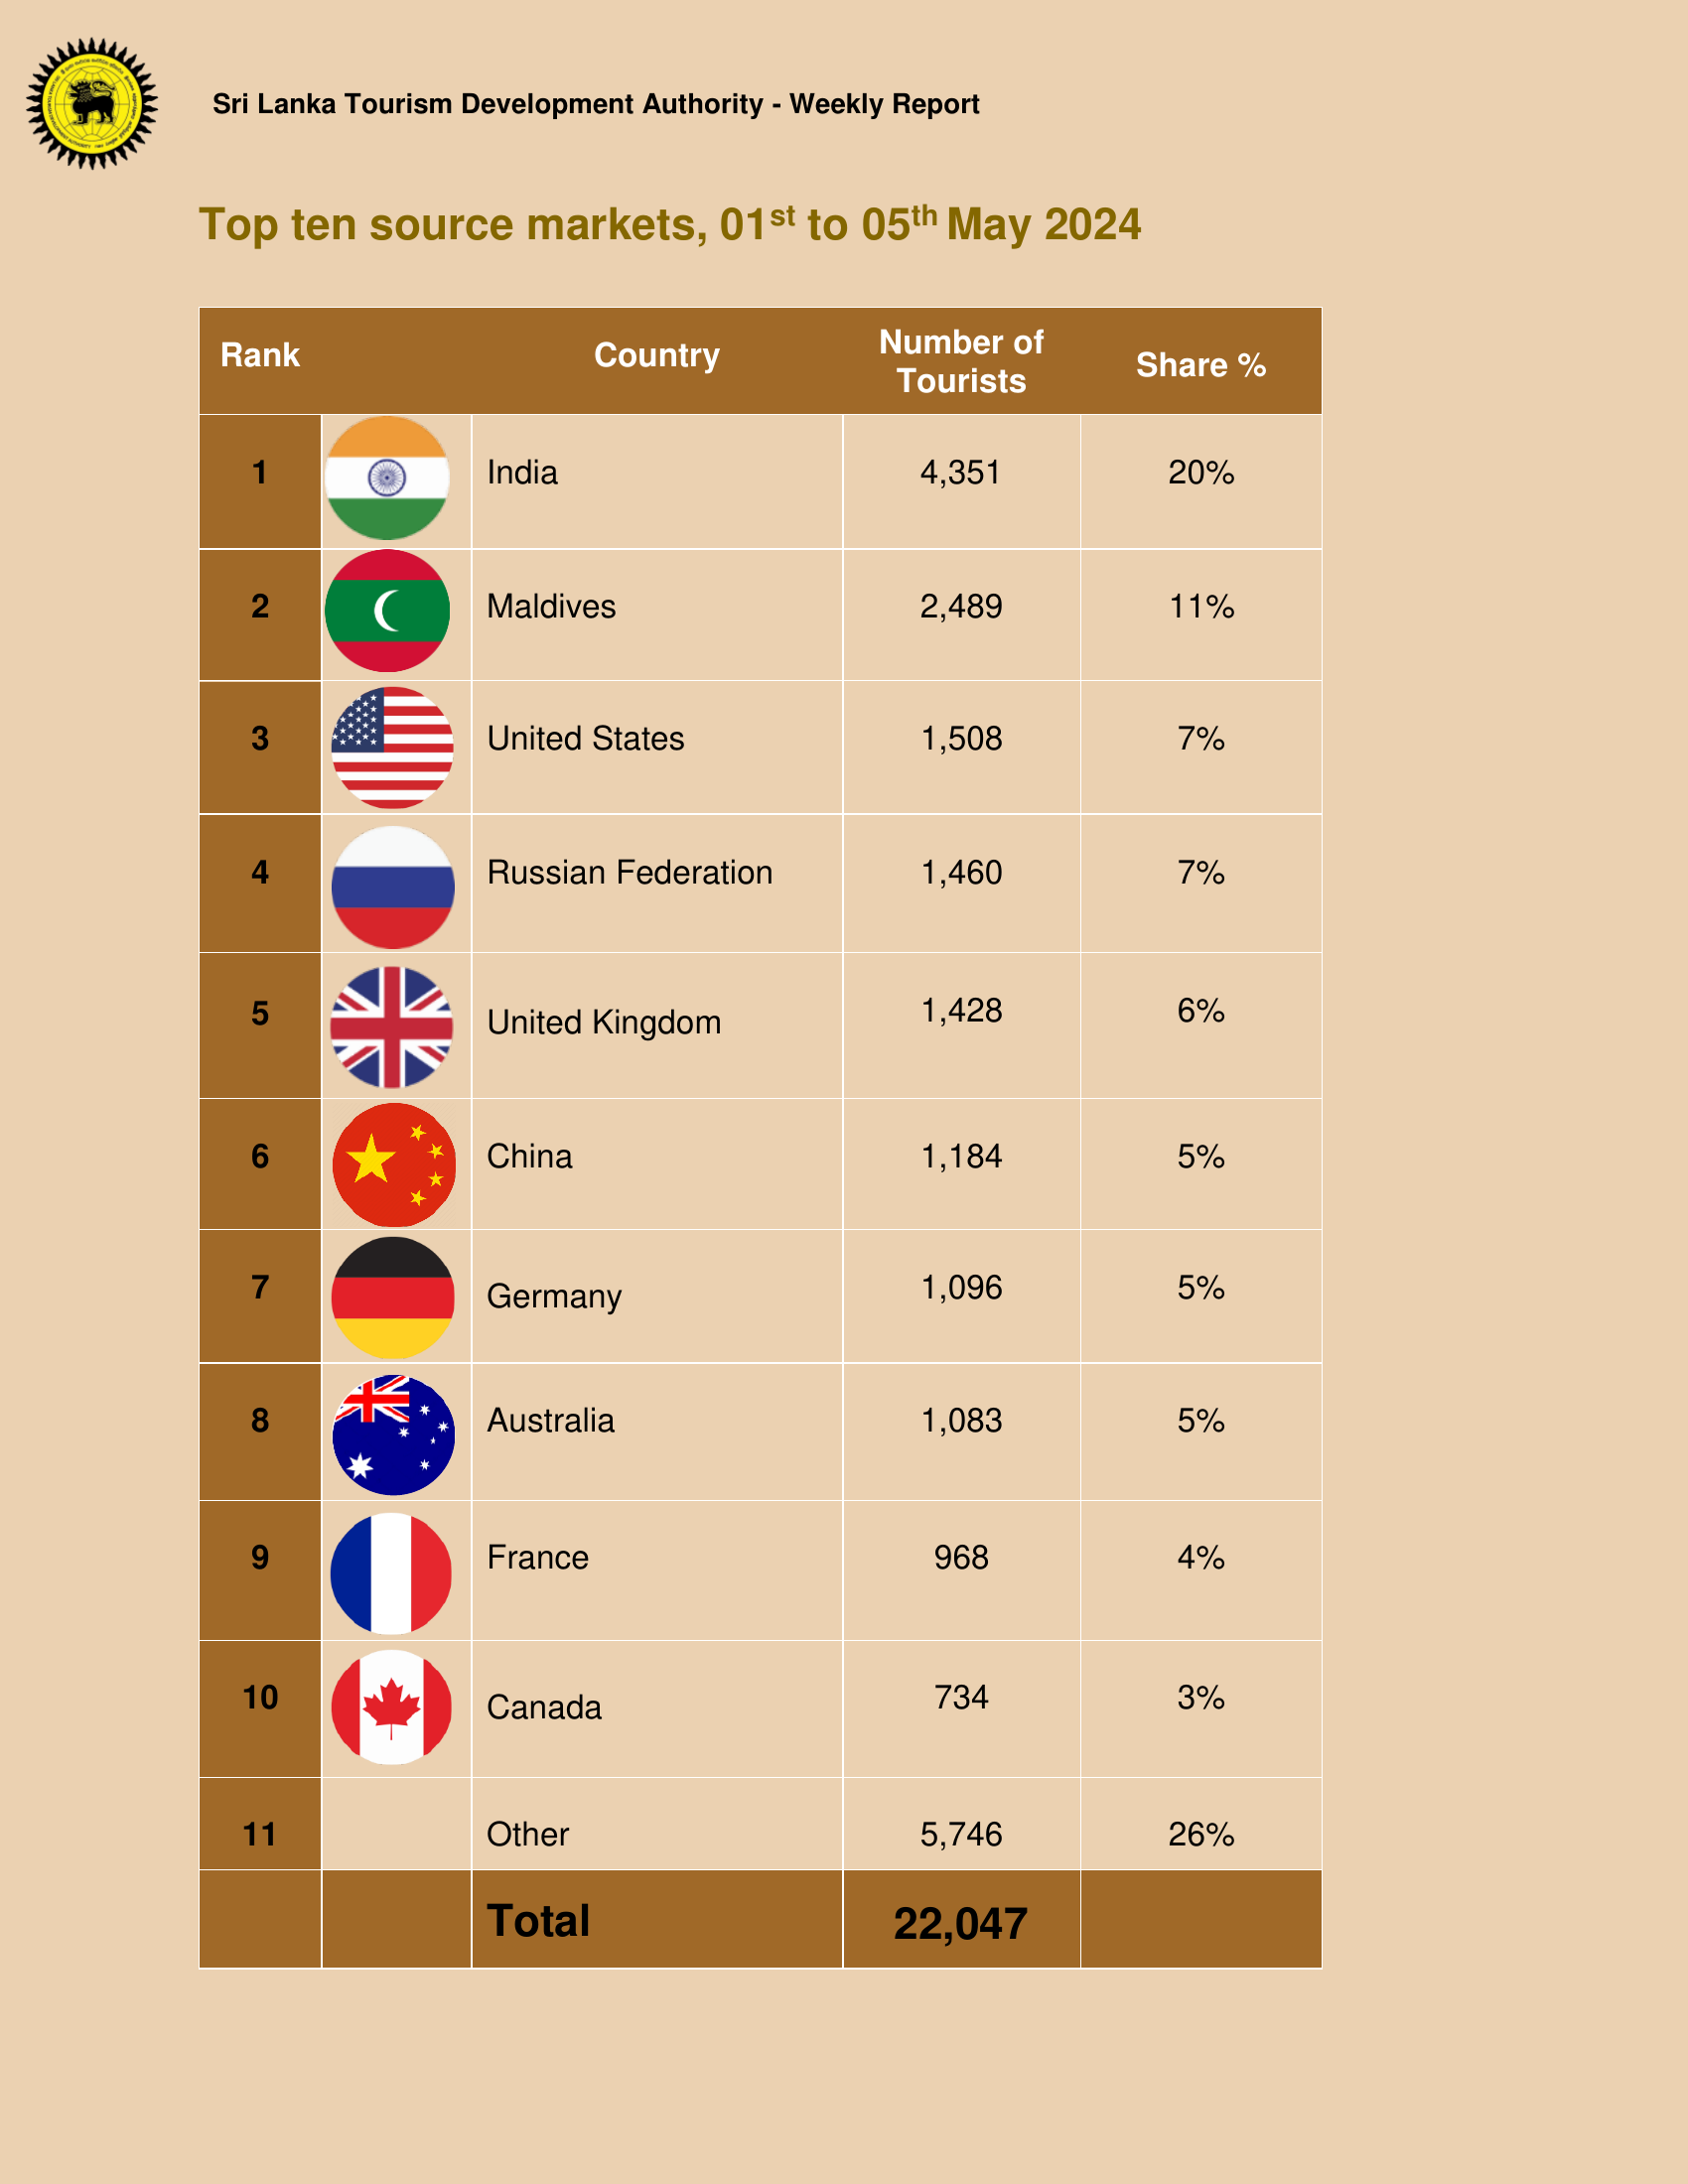 Sri Lanka Tourism Development Authority - Weekly Report
Top ten source markets, 01st to 05th May 2024
Rank Country Number of Tourists Share %
1 India 4,351 20%
2 Maldives 2,489 11%
3 United States 1,508 7%
4 Russian Federation 1,460 7%
5 United Kingdom 1,428 6%
6 China 1,184 5%
7 Germany 1,096 5%
8 Australia 1,083 5%
9 France 968 4%
10 Canada 734 3%
11 Other 5,746 26%
Total 22,047